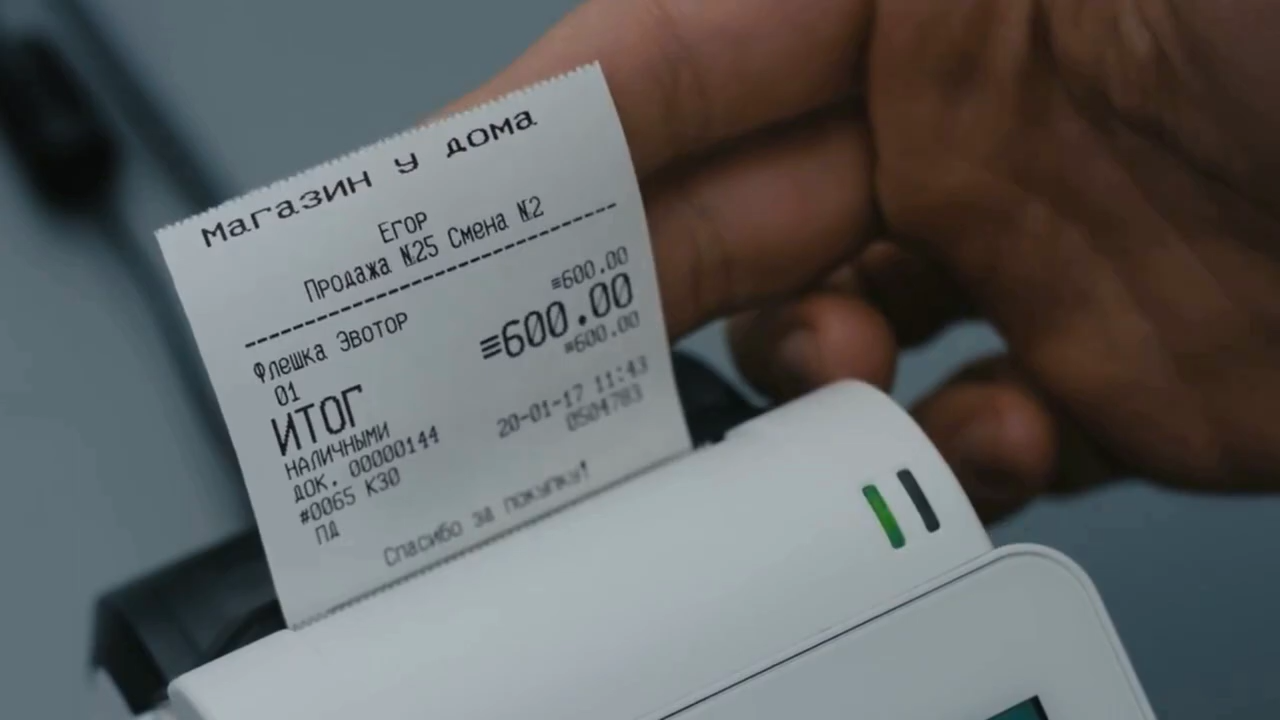 магазин у дома
ЕГОР
Продажа №25 Смена №2
Флешка ЭВОТОР
01 ≡600.00
ИТОГ ≡600.00
НАЛИЧНЫМИ ≡600.00
ДОК. 00000144 20-01-17 11:43
#0065 К30 0504783
ПД
Спасибо за покупку!